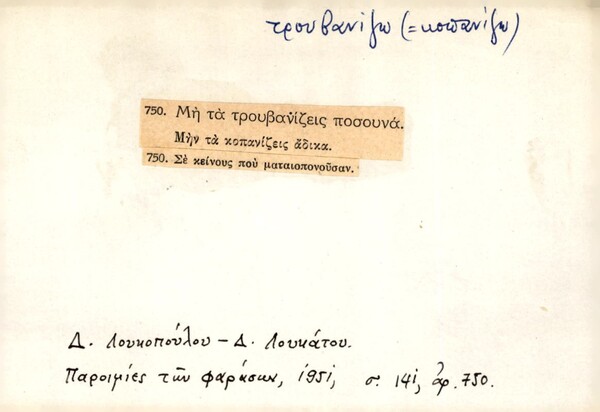 τρουβανίζω (=κοπανίζω)
750. Μὴ τὰ τρουβανίζεις ποσουνά.
Μὴν τὰ κοπανίζεις ἄδικα.
750. Σὲ κείνους ποὺ ματαιοπονοῦσαν.
Δ. Λουκοπούλου – Δ. Λουκάτου.
Παροιμίες τῶν Φαράσων, 1951, σ. 141, ἀρ. 750.